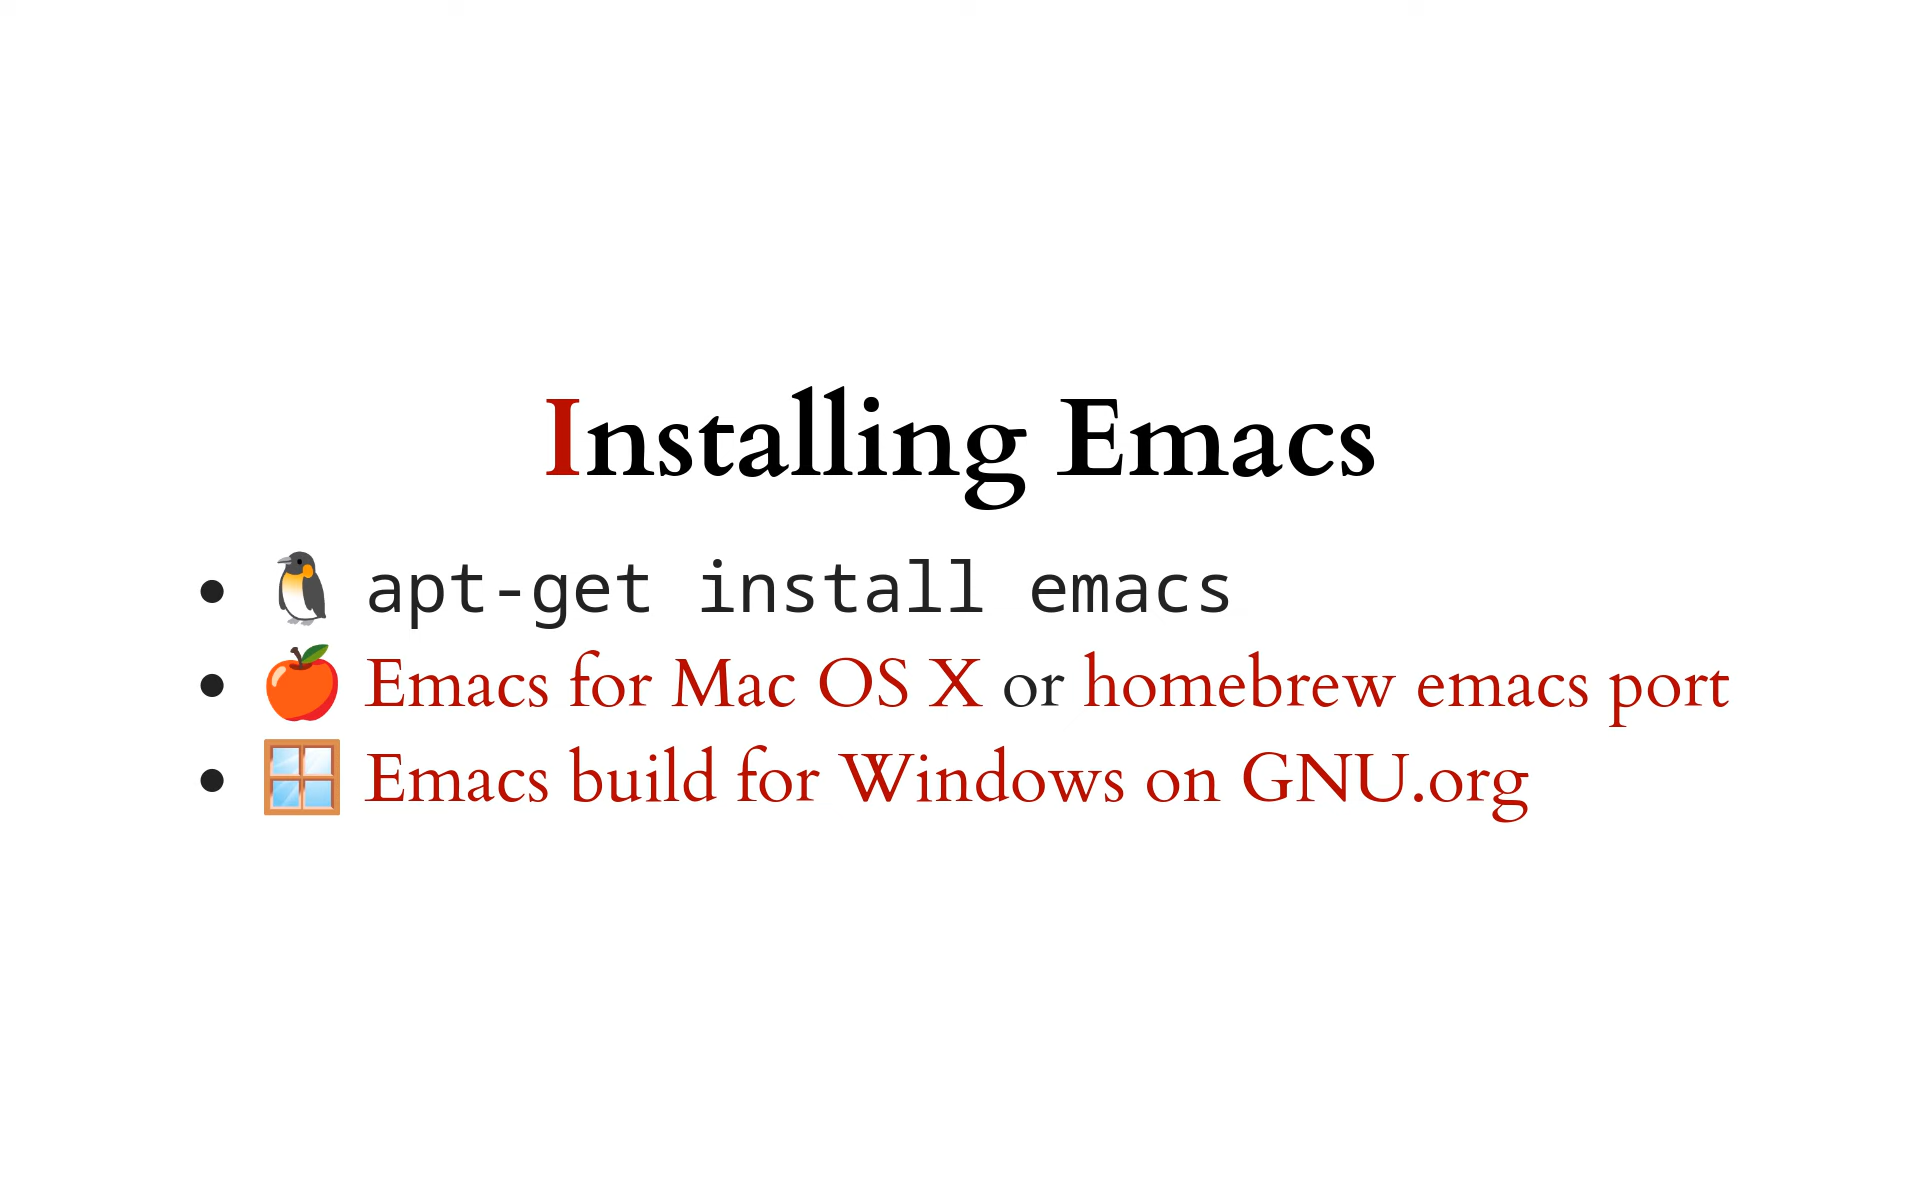 Installing Emacs
apt-get install emacs
Emacs for Mac OS X or homebrew emacs port
Emacs build for Windows on GNU.org